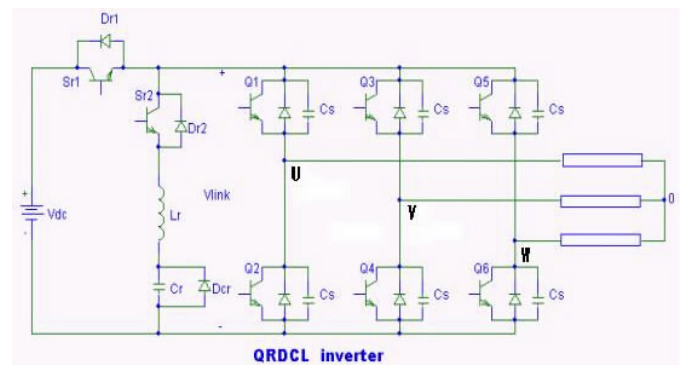 Dr1
Sr1
+
Q1
Q3
Q5
Sr2
Cs
Cs
Cs
Dr2
U
Vlink
+
Vdc
-
Lr
V
0
W
Q2
Q4
Q6
Cr
Dcr
Cs
Cs
Cs
-
QRDCL inverter